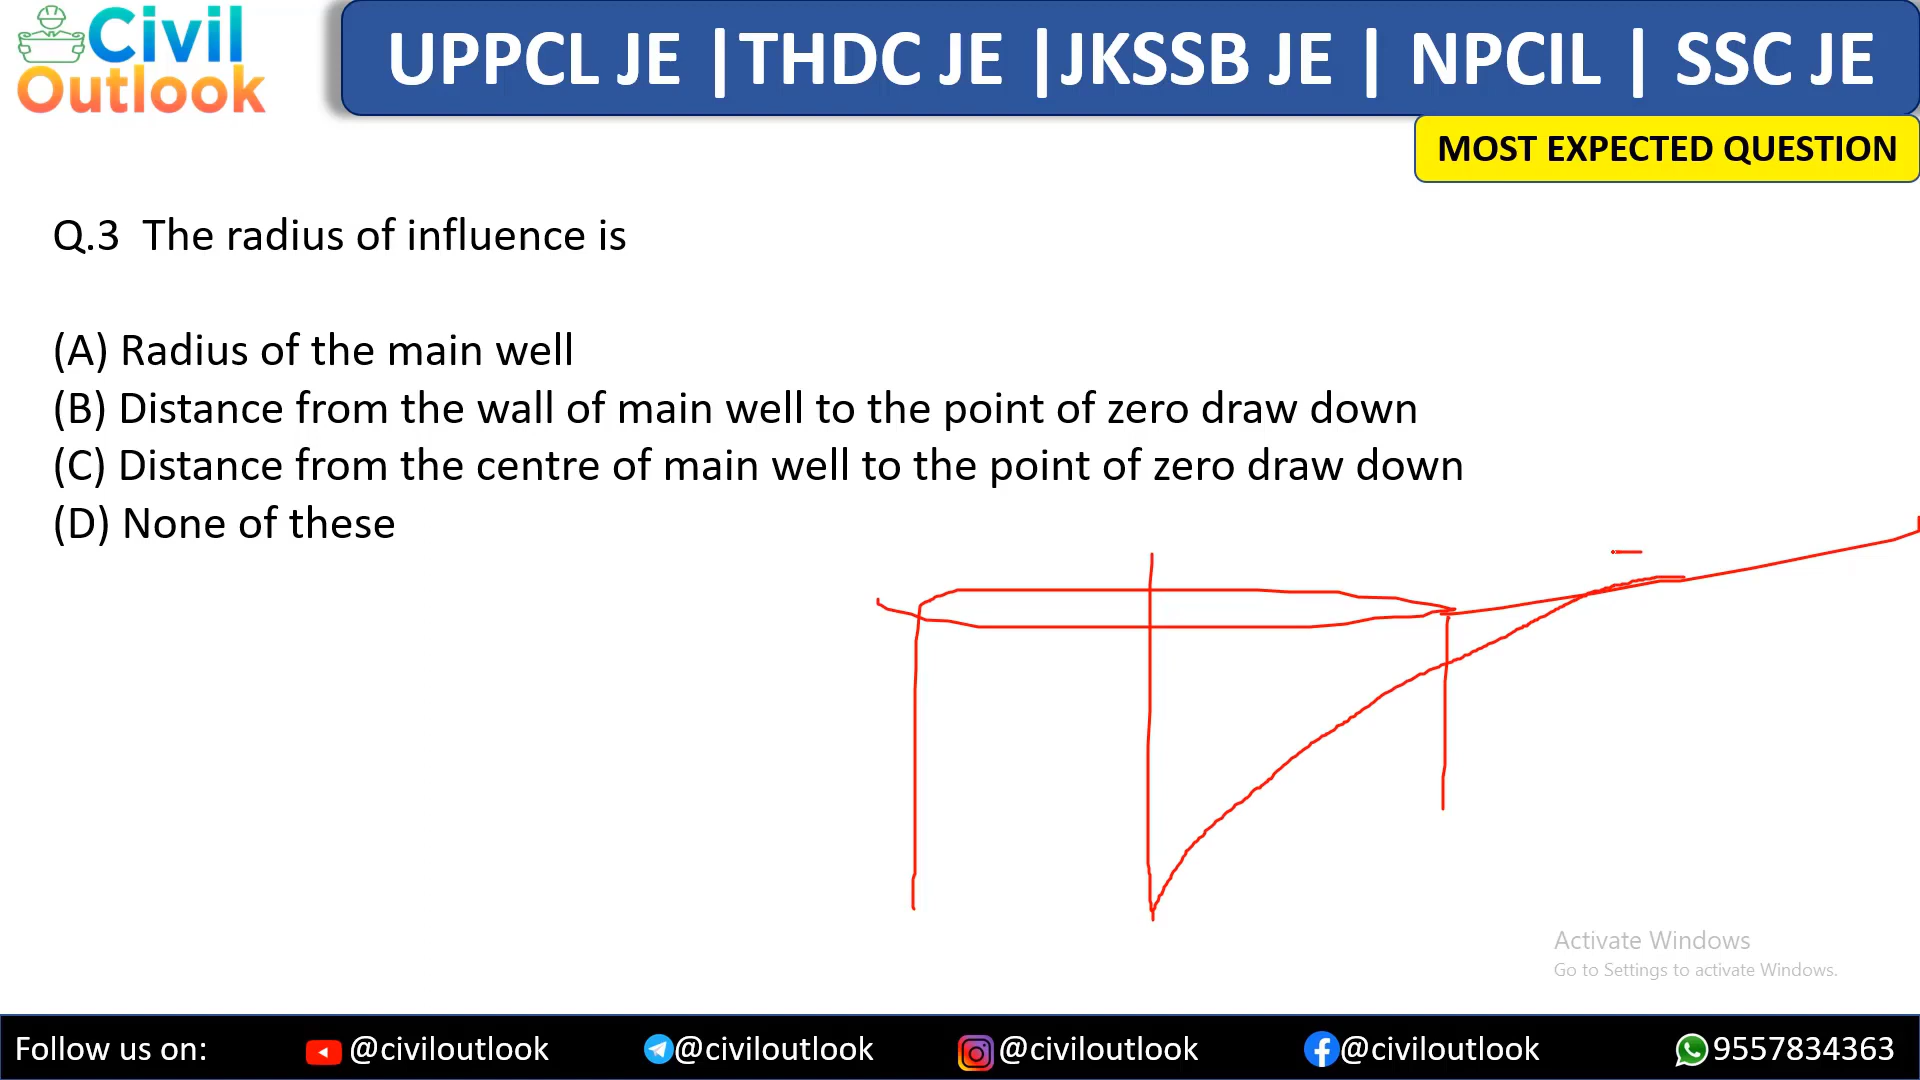 Civil
Outlook
UPPCL JE | THDC JE | JKSSB JE | NPCIL | SSC JE
MOST EXPECTED QUESTION
Q.3 The radius of influence is
(A) Radius of the main well
(B) Distance from the wall of main well to the point of zero draw down
(C) Distance from the centre of main well to the point of zero draw down
(D) None of these
Activate Windows
Go to Settings to activate Windows.
Follow us on: @civiloutlook @civiloutlook @civiloutlook @civiloutlook 9557834363